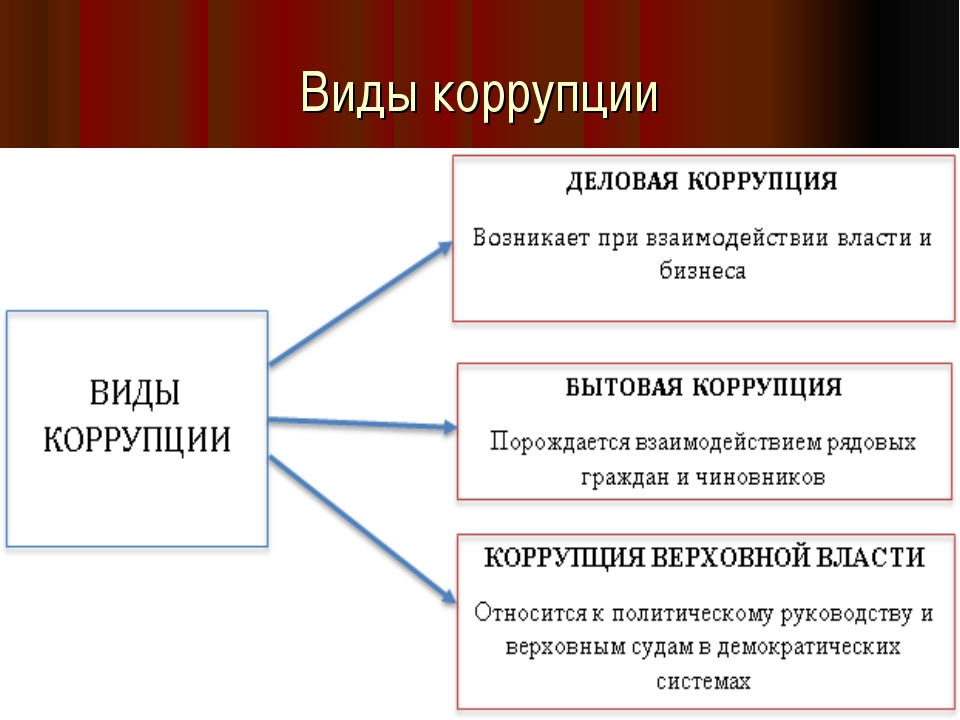 Виды коррупции
ВИДЫ
КОРРУПЦИИ
ДЕЛОВАЯ КОРРУПЦИЯ
Возникает при взаимодействии власти и
бизнеса
БЫТОВАЯ КОРРУПЦИЯ
Порождается взаимодействием рядовых
граждан и чиновников
КОРРУПЦИЯ ВЕРХОВНОЙ ВЛАСТИ
Относится к политическому руководству и
верховным судам в демократических
системах